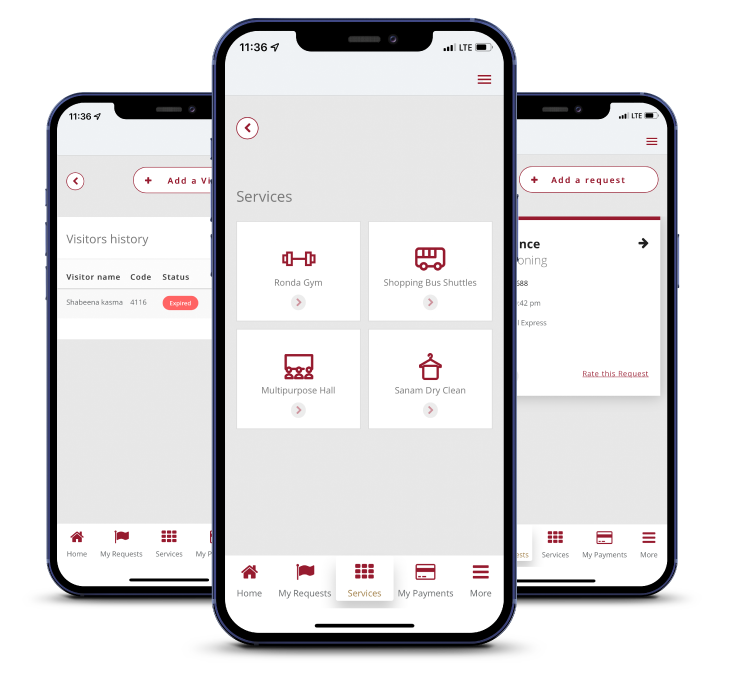 11:36
LTE
Services
Ronda Gym
Shopping Bus Shuttles
Multipurpose Hall
Sanam Dry Clean
Home
My Requests
Services
My Payments
More
11:36
+ Add a Vi
Visitors history
Visitor name Code Status
Shabeena kasma 4116 Expired
Home
My Requests
Services
My P
LTE
+ Add a request
nce
oning
588
:42 pm
l Express
Rate this Request
sts
Services
My Payments
More